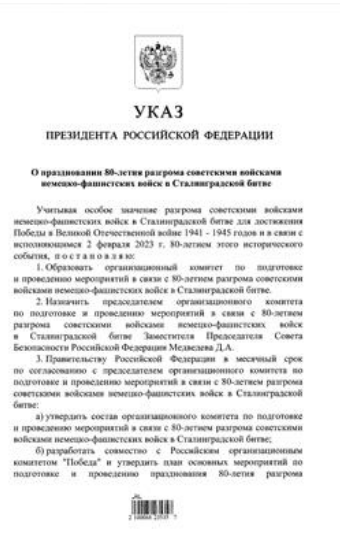 УКАЗ
ПРЕЗИДЕНТА РОССИЙСКОЙ ФЕДЕРАЦИИ
О праздновании 80-летия разгрома советскими войсками
немецко-фашистских войск в Сталинградской битве
Учитывая особое значение разгрома советскими войсками
немецко-фашистских войск в Сталинградской битве для достижения
Победы в Великой Отечественной войне 1941 - 1945 годов и в связи с
исполняющимся 2 февраля 2023 г. 80-летием этого исторического
события, постановляю:
1. Образовать организационный комитет по подготовке
и проведению мероприятий в связи с 80-летием разгрома советскими
войсками немецко-фашистских войск в Сталинградской битве.
2. Назначить председателем организационного комитета
по подготовке и проведению мероприятий в связи с 80-летием
разгрома советскими войсками немецко-фашистских войск
в Сталинградской битве Заместителя Председателя Совета
Безопасности Российской Федерации Медведева Д.А.
3. Правительству Российской Федерации в месячный срок
по согласованию с председателем организационного комитета по
подготовке и проведению мероприятий в связи с 80-летием разгрома
советскими войсками немецко-фашистских войск в Сталинградской
битве:
а) утвердить состав организационного комитета по подготовке
и проведению мероприятий в связи с 80-летием разгрома советскими
войсками немецко-фашистских войск в Сталинградской битве;
б) разработать совместно с Российским организационным
комитетом "Победа" и утвердить план основных мероприятий по
подготовке и проведению празднования 80-летия разгрома